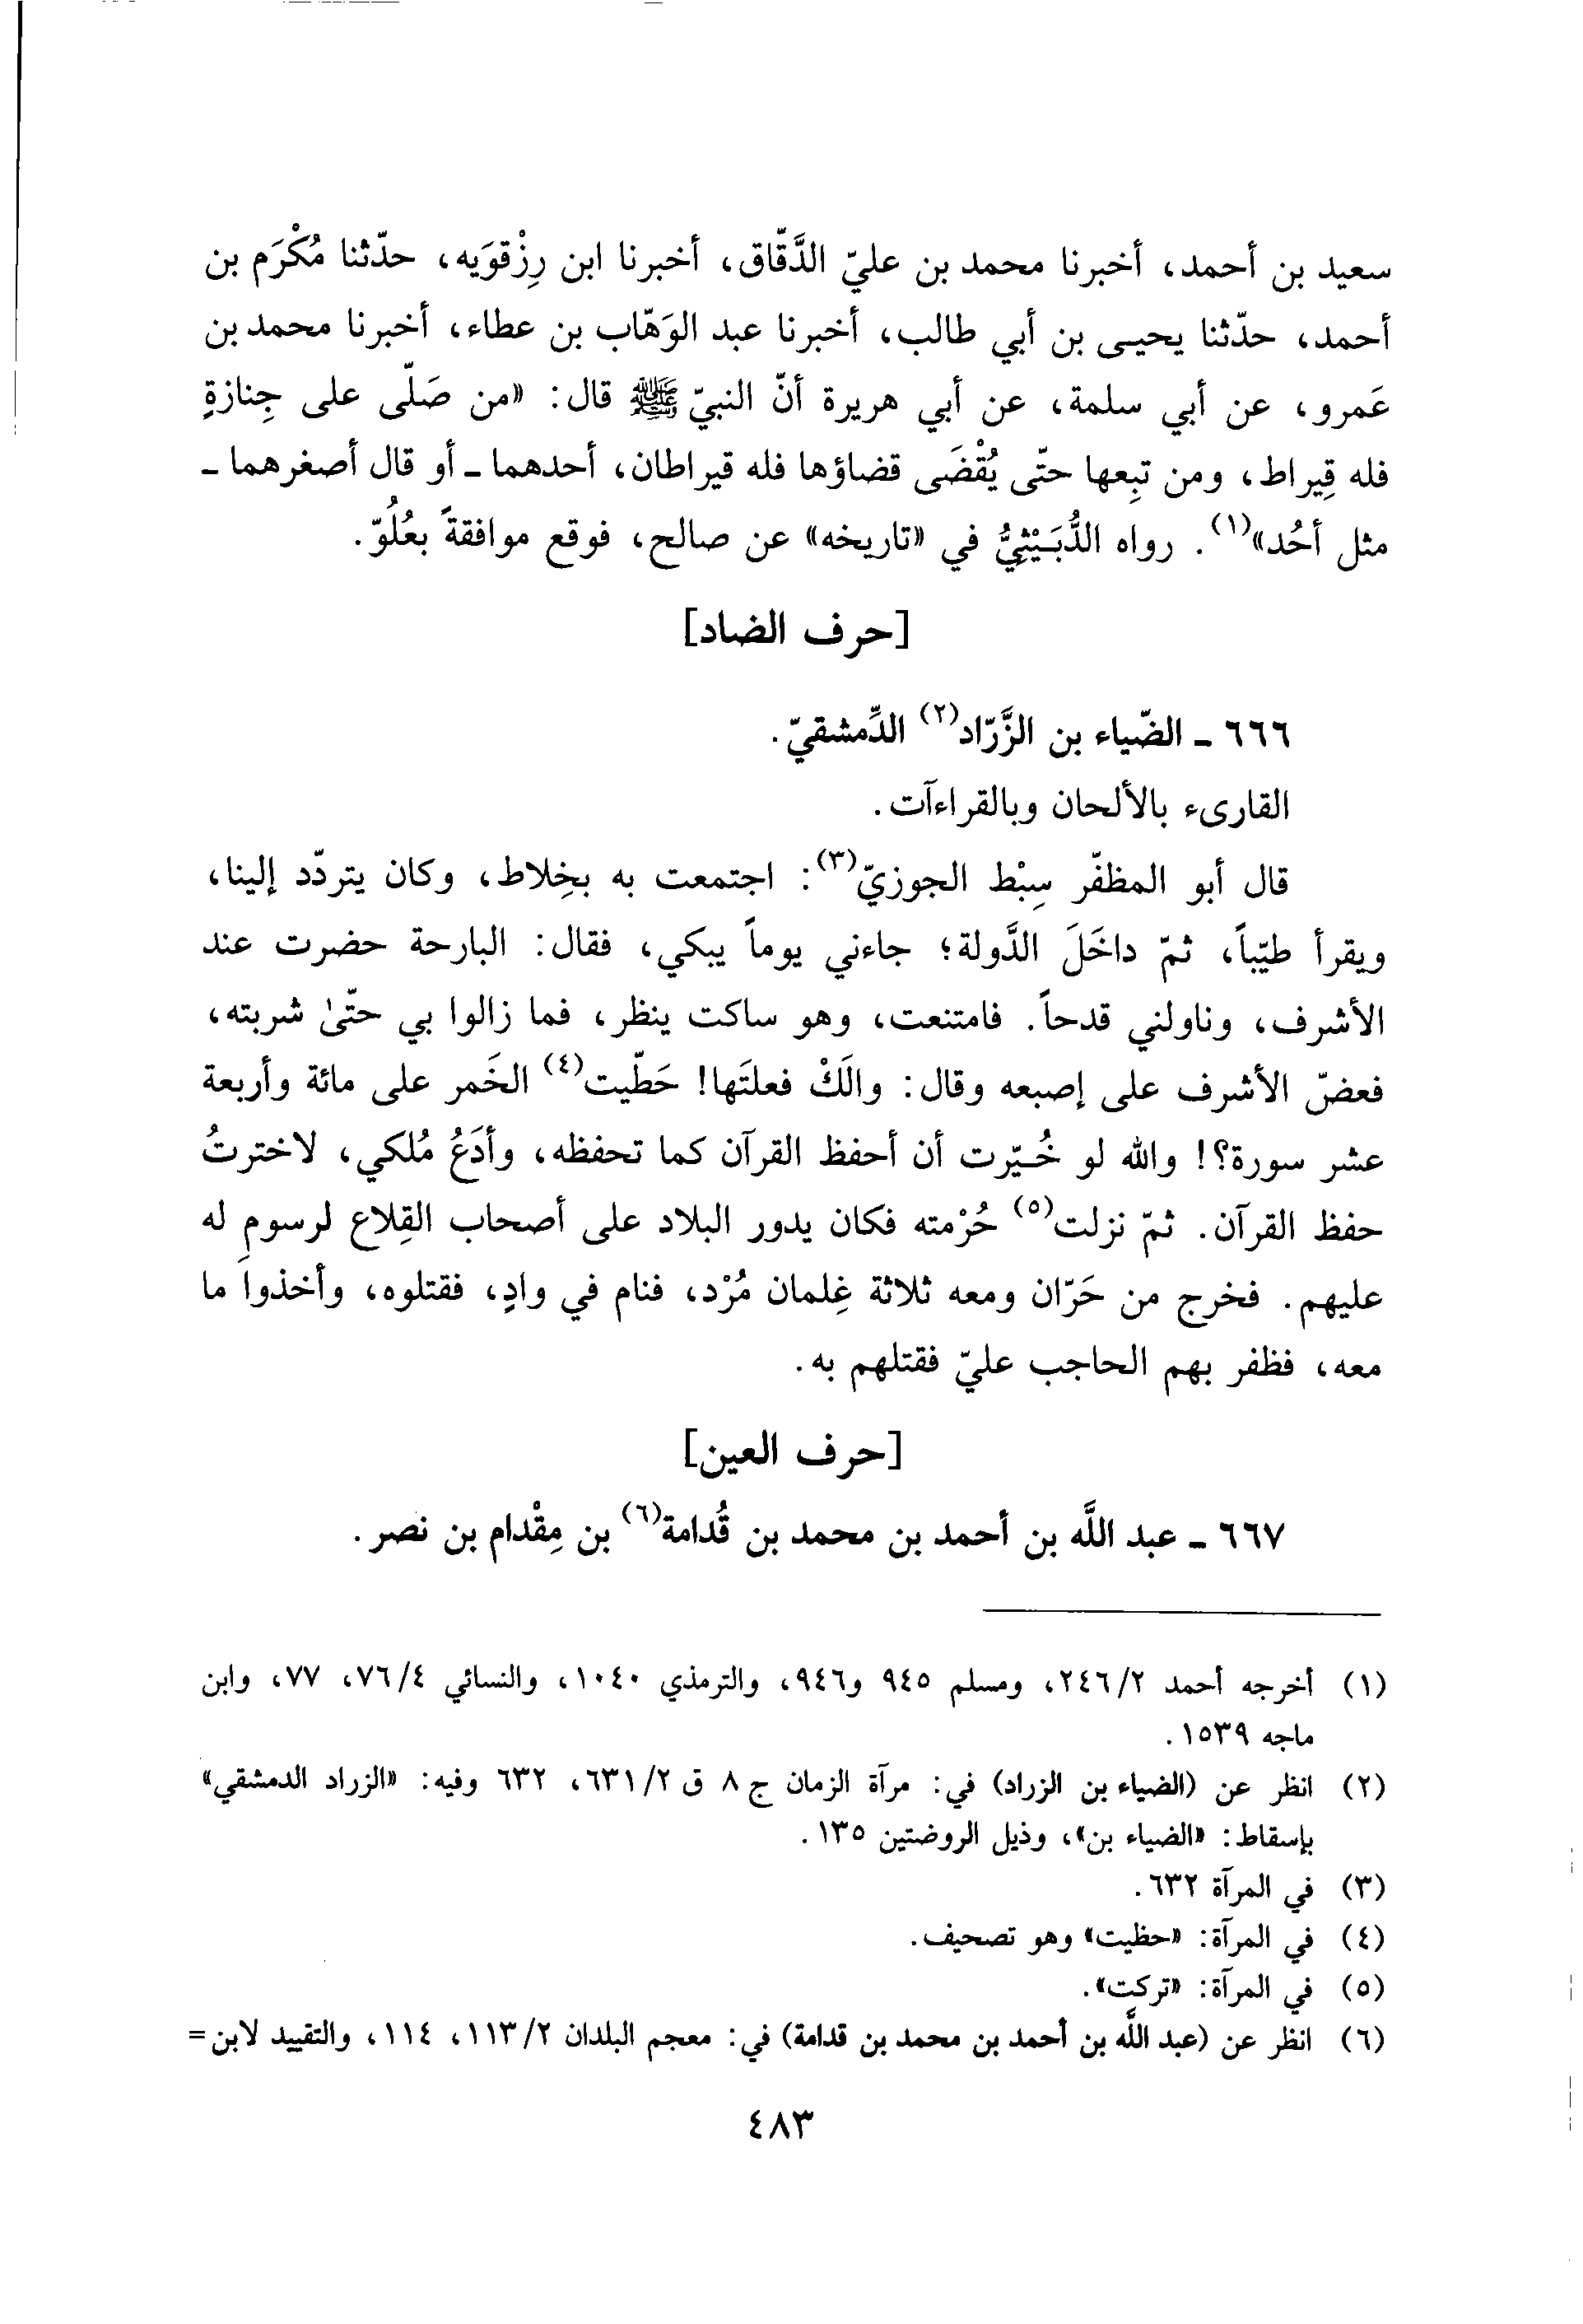 سعيد بن أحمد، أخبرنا محمد بن عليّ الدَّقّاق، أخبرنا ابن رِزْقوَيه، حدّثنا مُكْرَم بن
أحمد، حدّثنا يحيى بن أبي طالب، أخبرنا عبد الوَهّاب بن عطاء، أخبرنا محمد بن
عَمرو، عن أبي سلمة، عن أبي هريرة أنّ النبيّ ﷺ قال: «من صَلّى على جِنازةٍ
فله قِيراط، ومن تبِعها حتّى يُقْضَى قضاؤها فله قيراطان، أحدهما ـ أو قال أصغرهما ـ
مثل أحُد»(١). رواه الدُّبَيْثِيُّ في «تاريخه» عن صالح، فوقع موافقةً بعُلُوّ.
[حرف الضاد]
٦٦٦ ـ الضّياء بن الزَّرّاد(٢) الدِّمشقيّ.
القارىء بالألحان وبالقراءآت.
قال أبو المظفّر سِبْط الجوزيّ(٣): اجتمعت به بخِلاط، وكان يتردّد إلينا،
ويقرأ طيّباً، ثمّ داخَلَ الدَّولة؛ جاءني يوماً يبكي، فقال: البارحة حضرت عند
الأشرف، وناولني قدحاً. فامتنعت، وهو ساكت ينظر، فما زالوا بي حتّىٰ شربته،
فعضّ الأشرف على إصبعه وقال: والَكْ فعلتَها! حَطّيت(٤) الخَمر على مائة وأربعة
عشر سورة؟! والله لو خُيّرت أن أحفظ القرآن كما تحفظه، وأدَعُ مُلكي، لاخترتُ
حفظ القرآن. ثمّ نزلت(٥) حُرْمته فكان يدور البلاد على أصحاب القِلاع لرسومٍ له
عليهم. فخرج من حَرّان ومعه ثلاثة غِلمان مُرْد، فنام في وادٍ، فقتلوه، وأخذوا ما
معه، فظفر بهم الحاجب عليّ فقتلهم به.
[حرف العين]
٦٦٧ ـ عبد اللَّه بن أحمد بن محمد بن قُدامة(٦) بن مِقْدام بن نصر.
(١) أخرجه أحمد ٢/٢٤٦، ومسلم ٩٤٥ و٩٤٦، والترمذي ١٠٤٠، والنسائي ٤/٧٦، ٧٧، وابن
ماجه ١٥٣٩.
(٢) انظر عن (الضياء بن الزراد) في: مرآة الزمان ج ٨ ق ٢/٦٣١، ٦٣٢ وفيه: «الزراد الدمشقي»
بإسقاط: «الضياء بن»، وذيل الروضتين ١٣٥.
(٣) في المرآة ٦٣٢.
(٤) في المرآة: «حظيت» وهو تصحيف.
(٥) في المرآة: «تركت».
(٦) انظر عن (عبد اللَّه بن أحمد بن محمد بن قدامة) في: معجم البلدان ٢/١١٣، ١١٤، والتقييد لابن =
٤٨٣